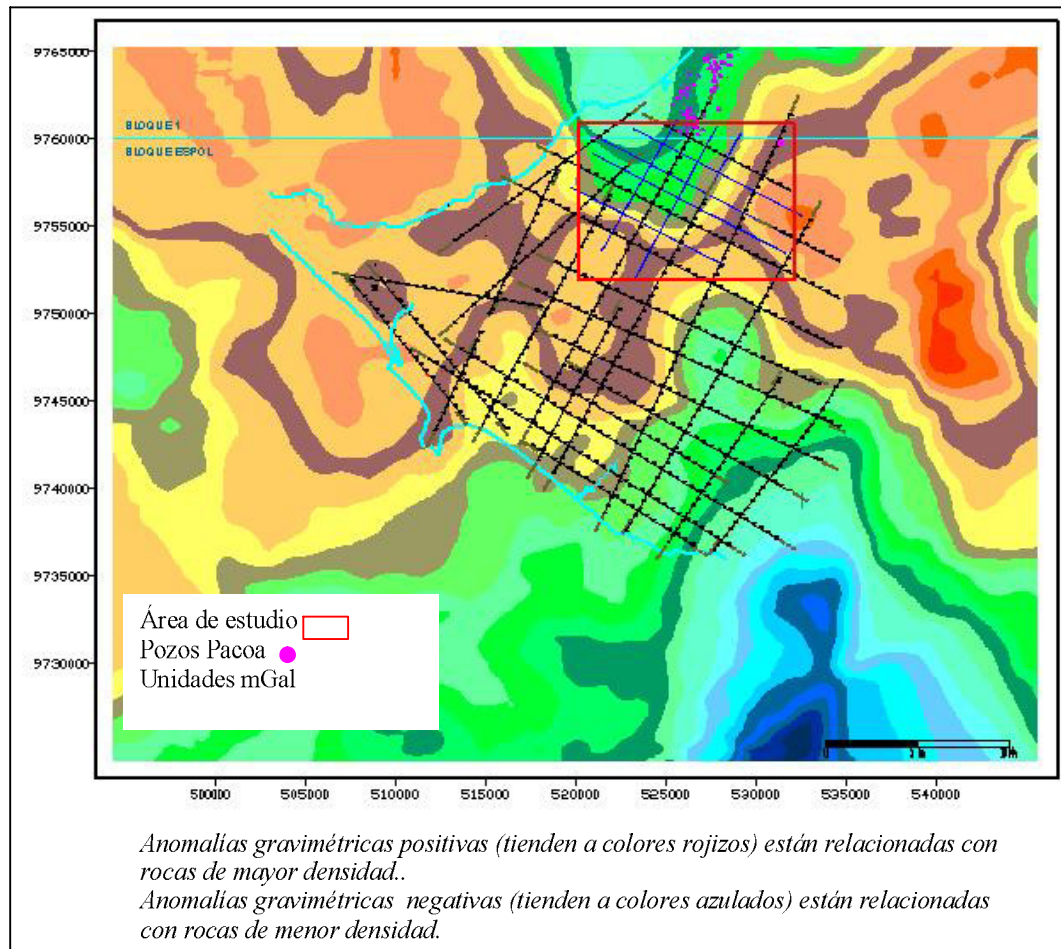 9765000
9760000
9755000
9750000
9745000
9740000
9735000
9730000
BLOQUE 1
BLOQUE ESPOL
Área de estudio
Pozos Pacoa
Unidades mGal
500000 505000 510000 515000 520000 525000 530000 535000 540000
Anomalías gravimétricas positivas (tienden a colores rojizos) están relacionadas con
rocas de mayor densidad..
Anomalías gravimétricas negativas (tienden a colores azulados) están relacionadas
con rocas de menor densidad.